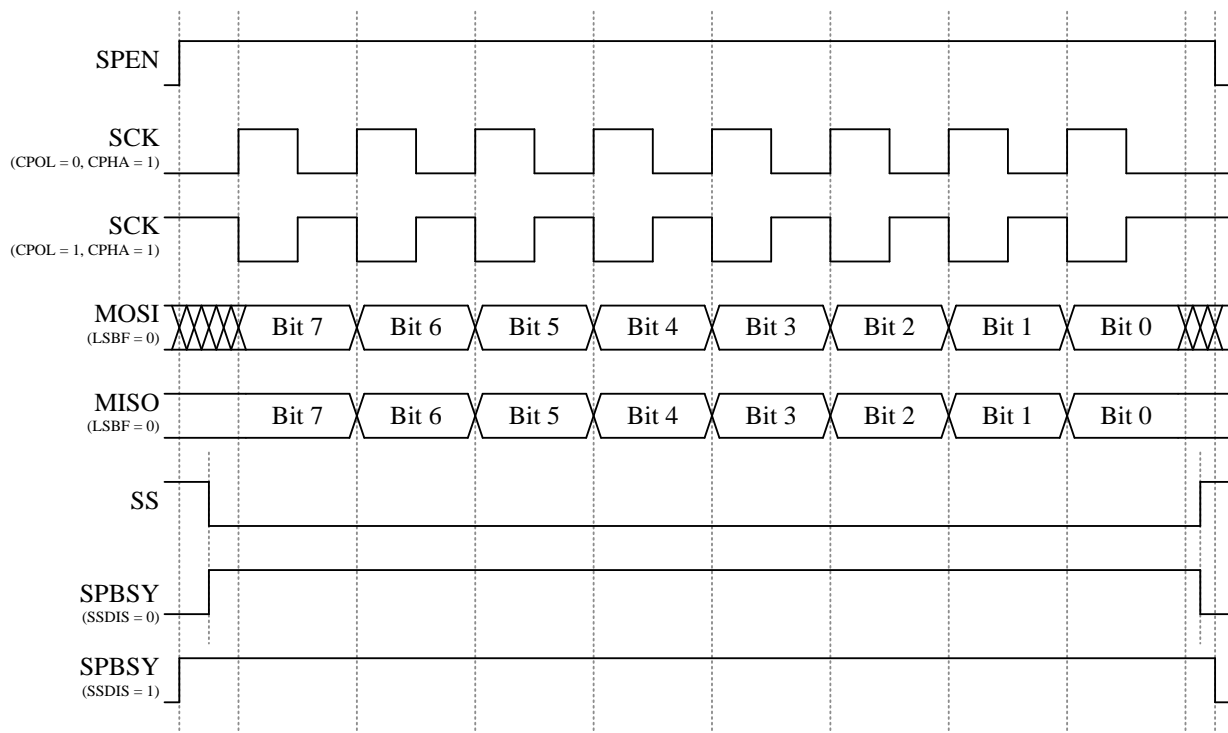 SPEN
SCK
(CPOL = 0, CPHA = 1)
SCK
(CPOL = 1, CPHA = 1)
MOSI
(LSBF = 0)
Bit 7 Bit 6 Bit 5 Bit 4 Bit 3 Bit 2 Bit 1 Bit 0
MISO
(LSBF = 0)
Bit 7 Bit 6 Bit 5 Bit 4 Bit 3 Bit 2 Bit 1 Bit 0
SS
SPBSY
(SSDIS = 0)
SPBSY
(SSDIS = 1)